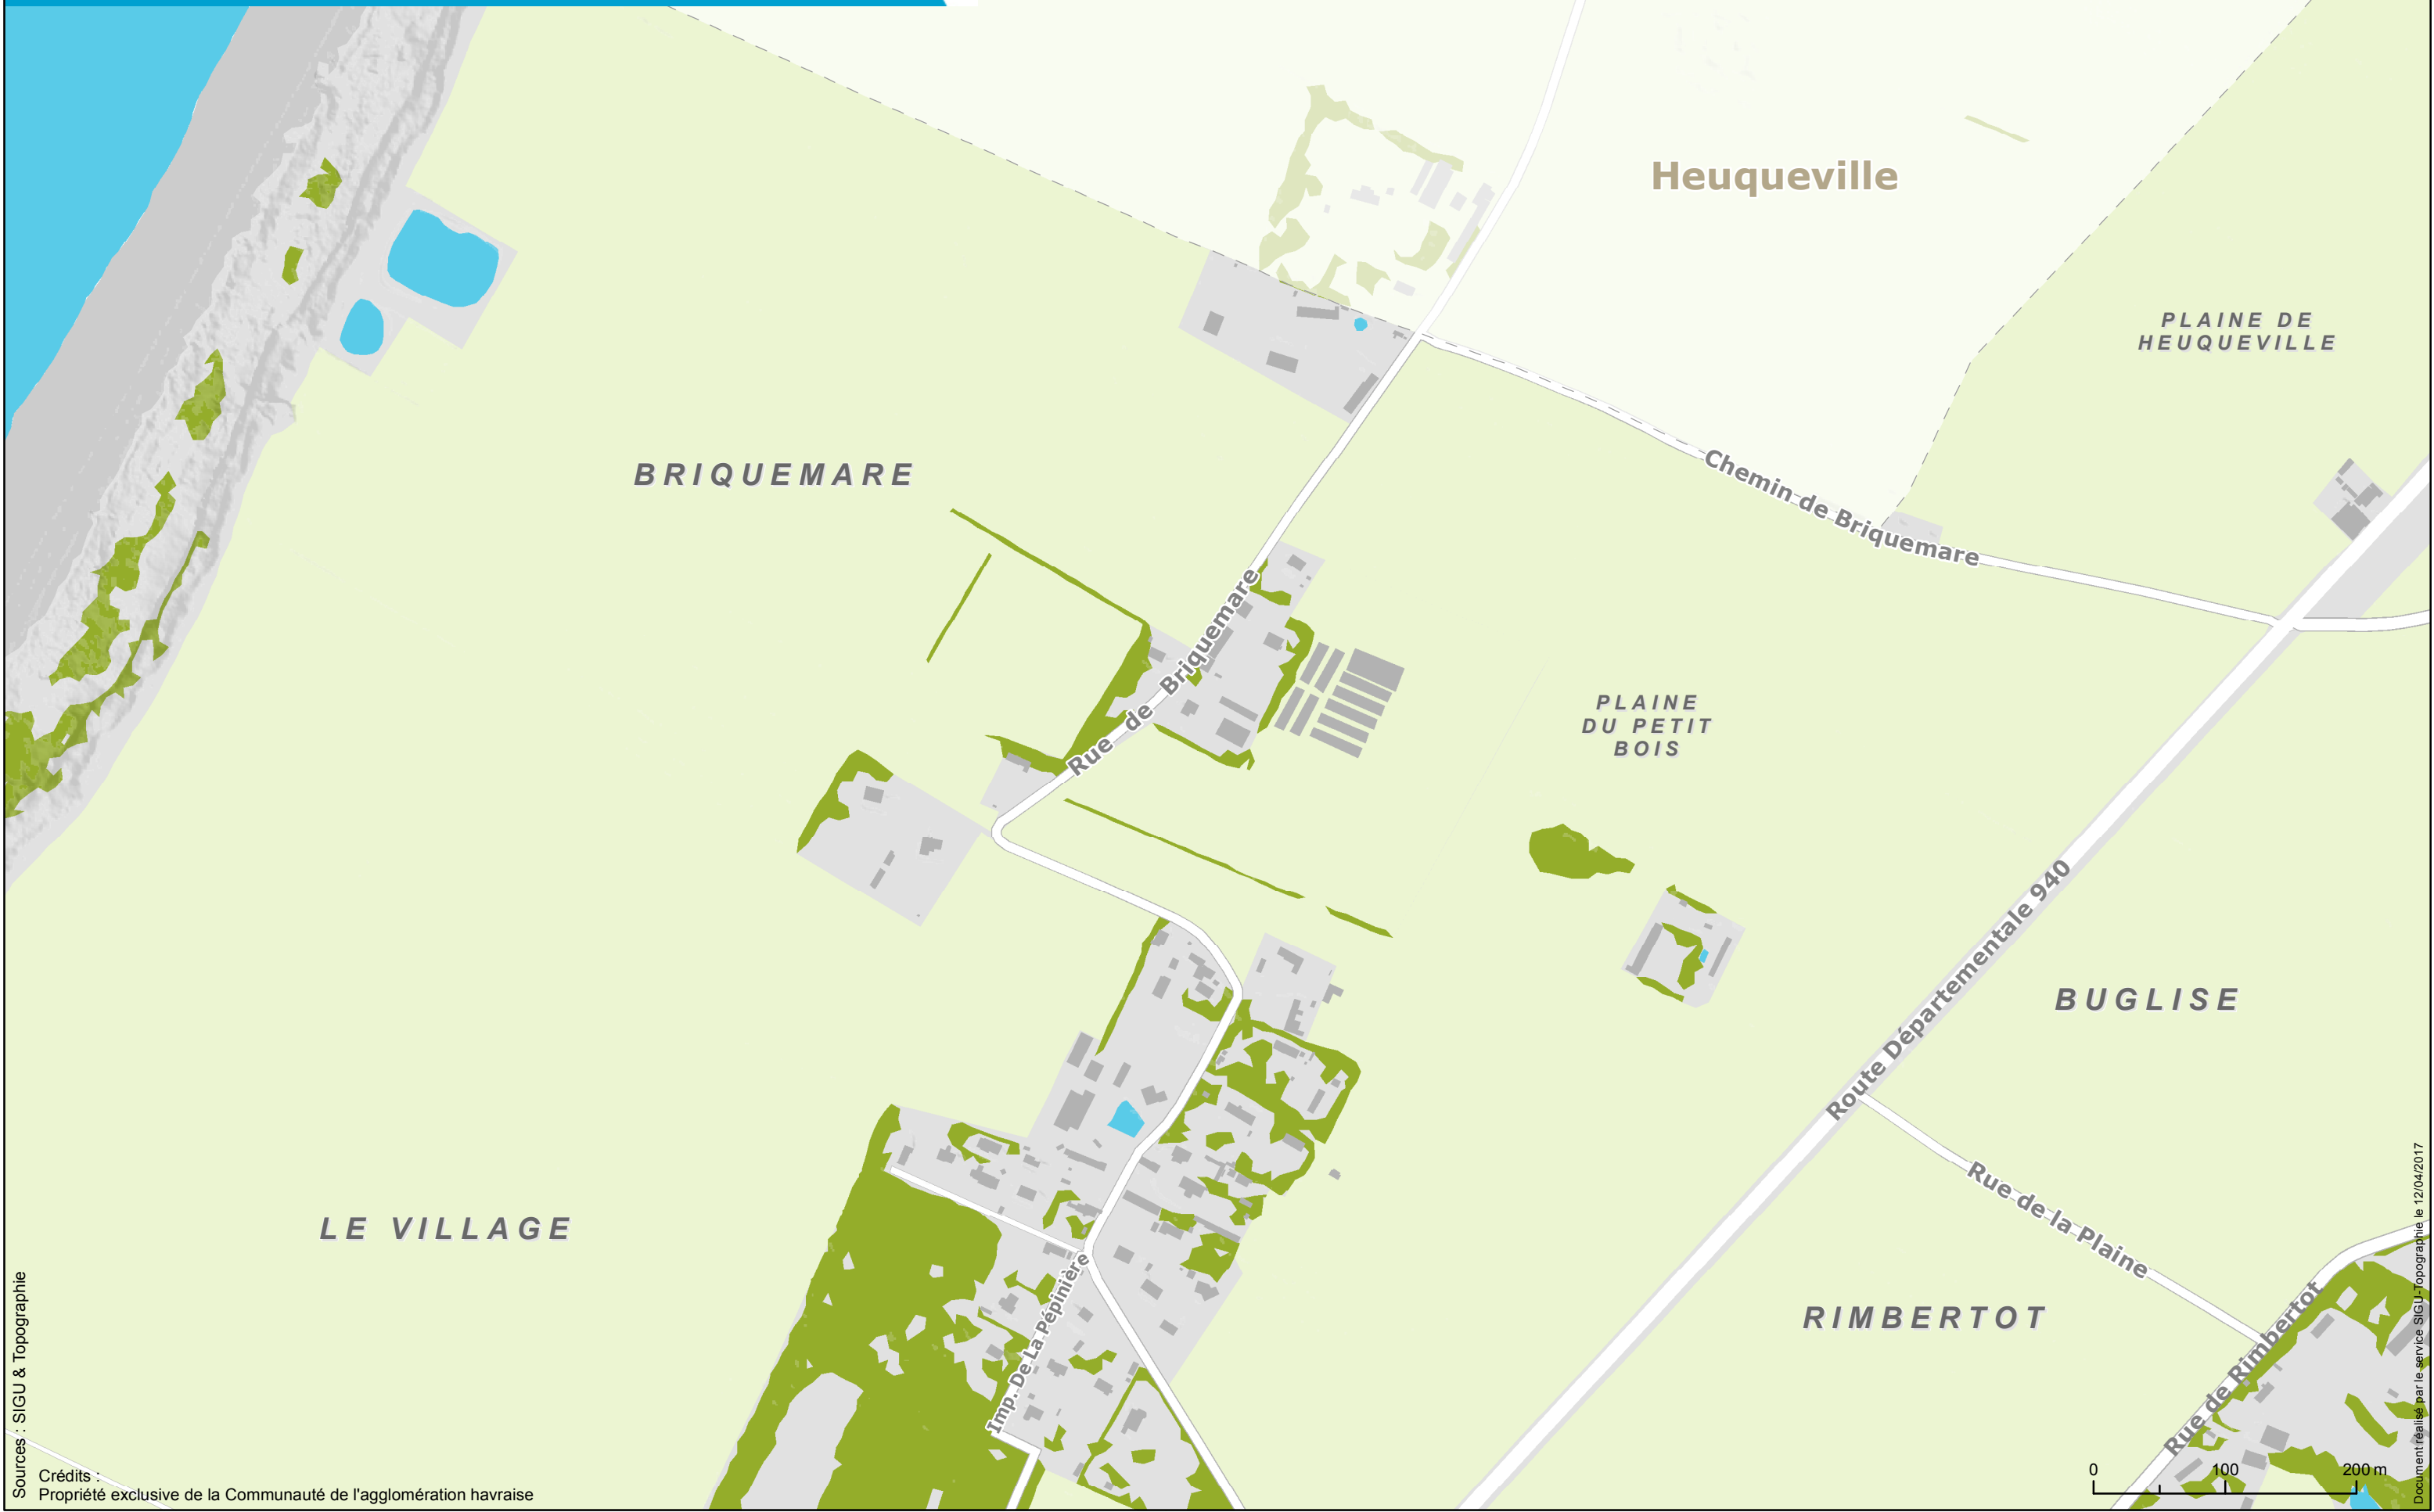 Heuqueville
PLAINE DE
HEUQUEVILLE
BRIQUEMARE
Chemin de Briquemare
Rue de Briquemare
PLAINE
DU PETIT
BOIS
Route Départementale 940
BUGLISE
Rue de la Plaine
LE VILLAGE
Imp. De La Pépinière
RIMBERTOT
Rue de Rimbertot
Sources : SIGU & Topographie
Crédits :
Propriété exclusive de la Communauté de l'agglomération havraise
0 100 200 m
Document réalisé par le service SIGU-Topographie le 12/04/2017